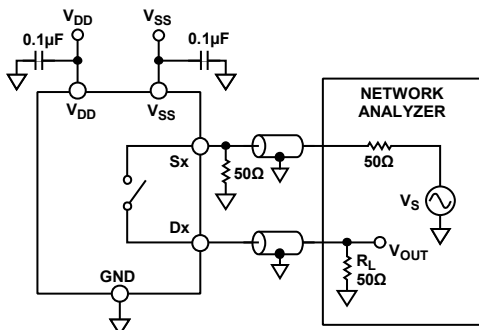 V_DD V_SS
0.1µF 0.1µF
V_DD V_SS
NETWORK
ANALYZER
Sx
50Ω
50Ω
V_S
Dx
V_OUT
R_L
50Ω
GND